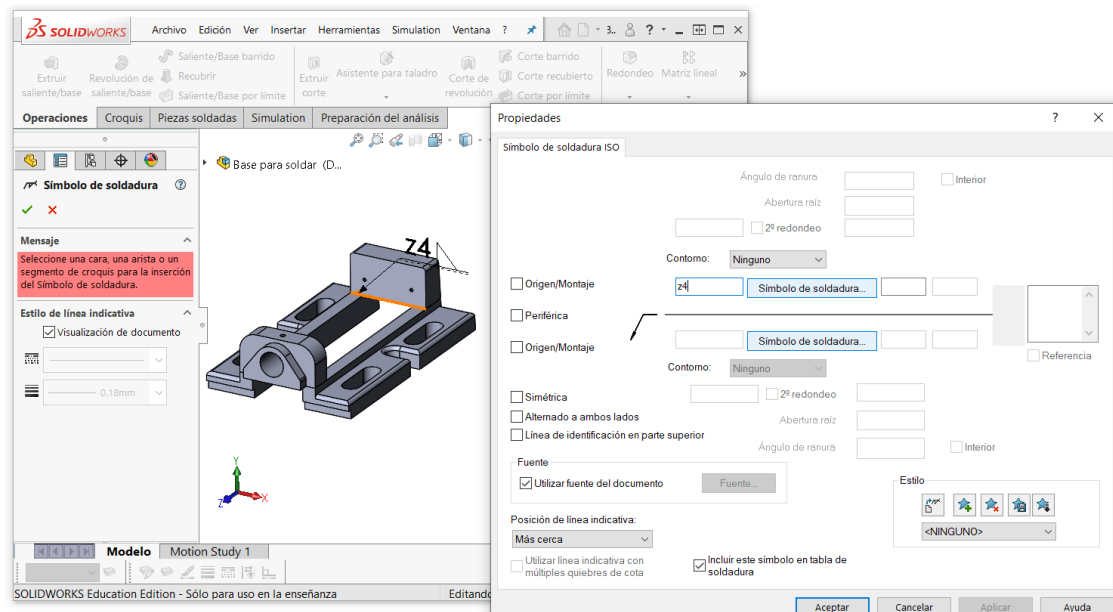 SOLIDWORKS
Archivo Edición Ver Insertar Herramientas Simulation Ventana ?
3.. ?
Extruir saliente/base
Revolución de saliente/base
Saliente/Base barrido
Recubrir
Saliente/Base por límite
Extruir corte
Asistente para taladro
Corte de revolución
Corte barrido
Corte recubierto
Corte por límite
Redondeo
Matriz lineal
»
Operaciones Croquis Piezas soldadas Simulation Preparación del análisis
Base para soldar (D...
Símbolo de soldadura
Mensaje
Seleccione una cara, una arista o un
segmento de croquis para la inserción
del Símbolo de soldadura.
Estilo de línea indicativa
Visualización de documento
0.18mm
z4
Y
X
Z
Modelo Motion Study 1
SOLIDWORKS Education Edition - Sólo para uso en la enseñanza Editando
Propiedades ?
Símbolo de soldadura ISO
Ángulo de ranura
Interior
Abertura raíz
2º redondeo
Contorno: Ninguno
Origen/Montaje
z4 Símbolo de soldadura...
Periférica
Origen/Montaje
Símbolo de soldadura...
Referencia
Contorno: Ninguno
Simétrica
2º redondeo
Alternado a ambos lados
Abertura raíz
Línea de identificación en parte superior
Ángulo de ranura
Interior
Fuente
Utilizar fuente del documento Fuente...
Estilo
<NINGUNO>
Posición de línea indicativa:
Más cerca
Utilizar línea indicativa con
múltiples quiebres de cota
Incluir este símbolo en tabla de
soldadura
Aceptar Cancelar Aplicar Ayuda